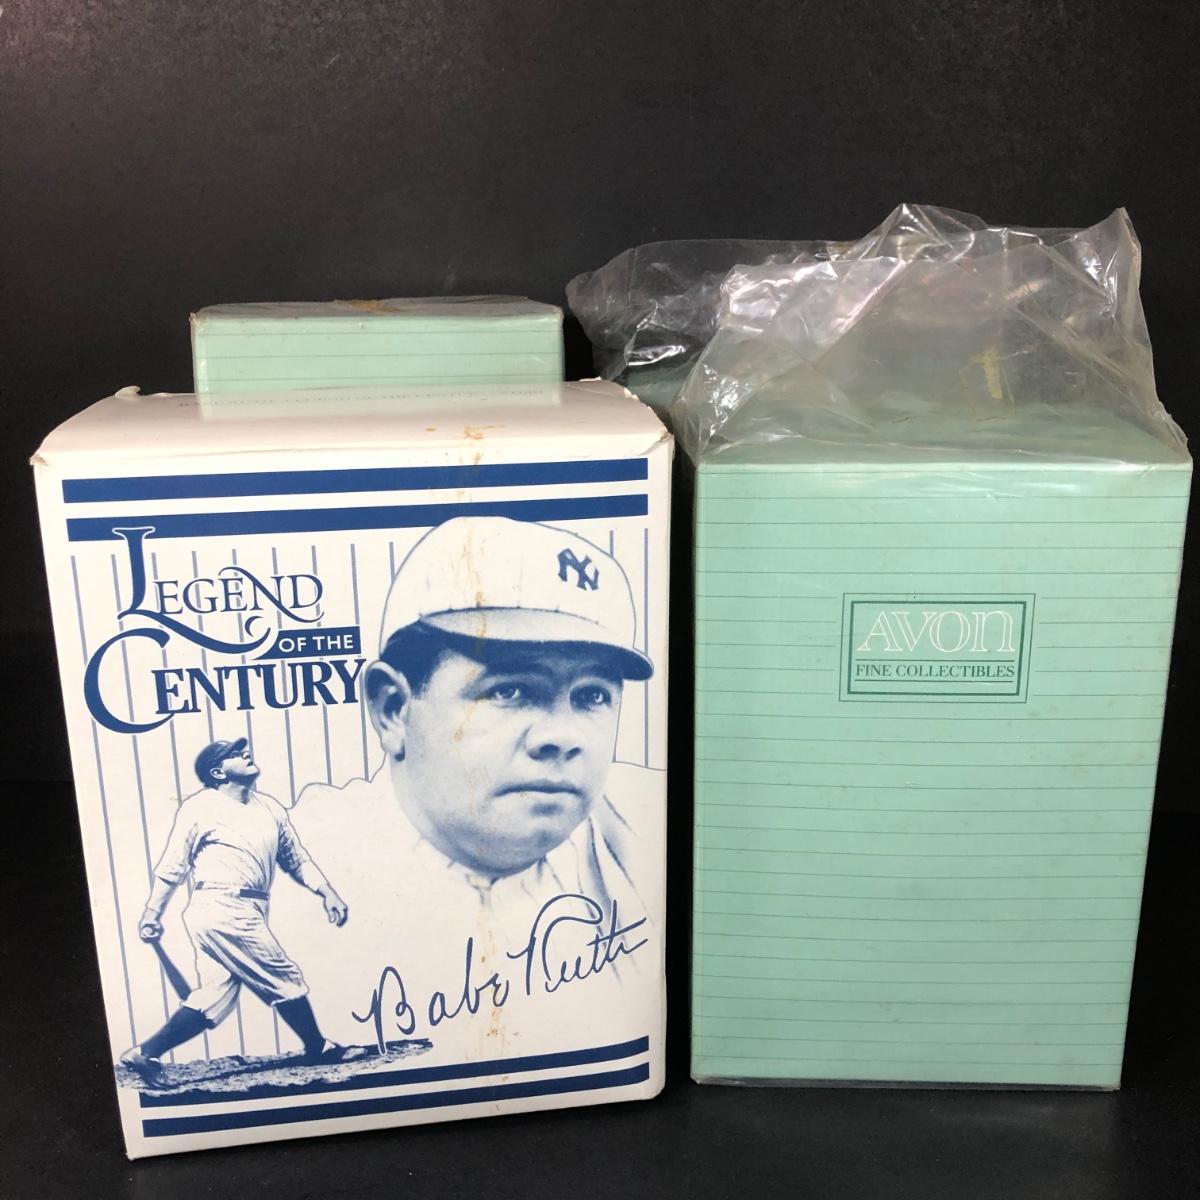 LEGEND
OF THE
CENTURY
NY
Babe Ruth
AVON
FINE COLLECTIBLES